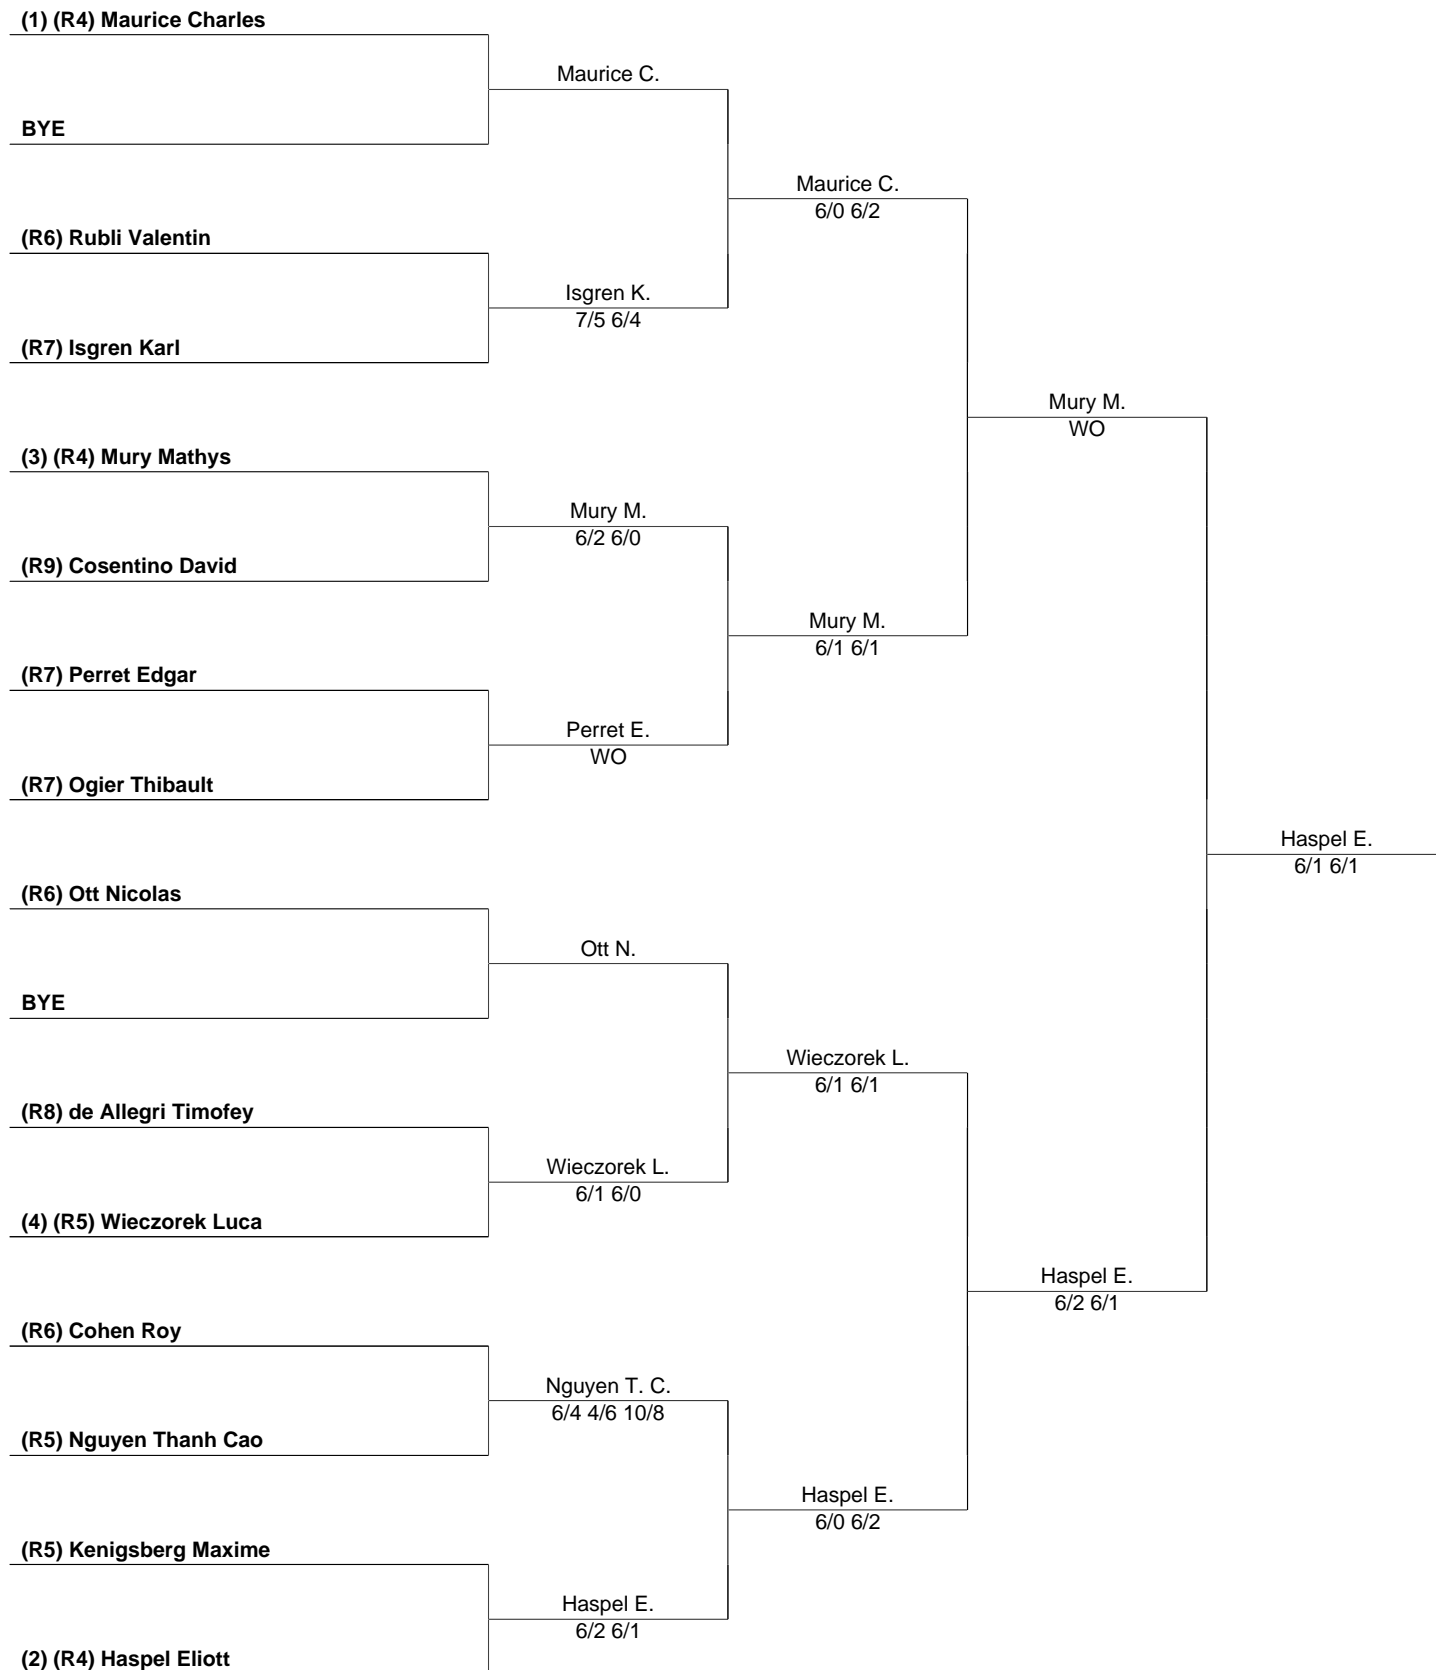 (1) (R4) Maurice Charles
Maurice C.
BYE
Maurice C.
6/0 6/2
(R6) Rubli Valentin
Isgren K.
7/5 6/4
(R7) Isgren Karl
Mury M.
WO
(3) (R4) Mury Mathys
Mury M.
6/2 6/0
(R9) Cosentino David
Mury M.
6/1 6/1
(R7) Perret Edgar
Perret E.
WO
(R7) Ogier Thibault
Haspel E.
6/1 6/1
(R6) Ott Nicolas
Ott N.
BYE
Wieczorek L.
6/1 6/1
(R8) de Allegri Timofey
Wieczorek L.
6/1 6/0
(4) (R5) Wieczorek Luca
Haspel E.
6/2 6/1
(R6) Cohen Roy
Nguyen T. C.
6/4 4/6 10/8
(R5) Nguyen Thanh Cao
Haspel E.
6/0 6/2
(R5) Kenigsberg Maxime
Haspel E.
6/2 6/1
(2) (R4) Haspel Eliott